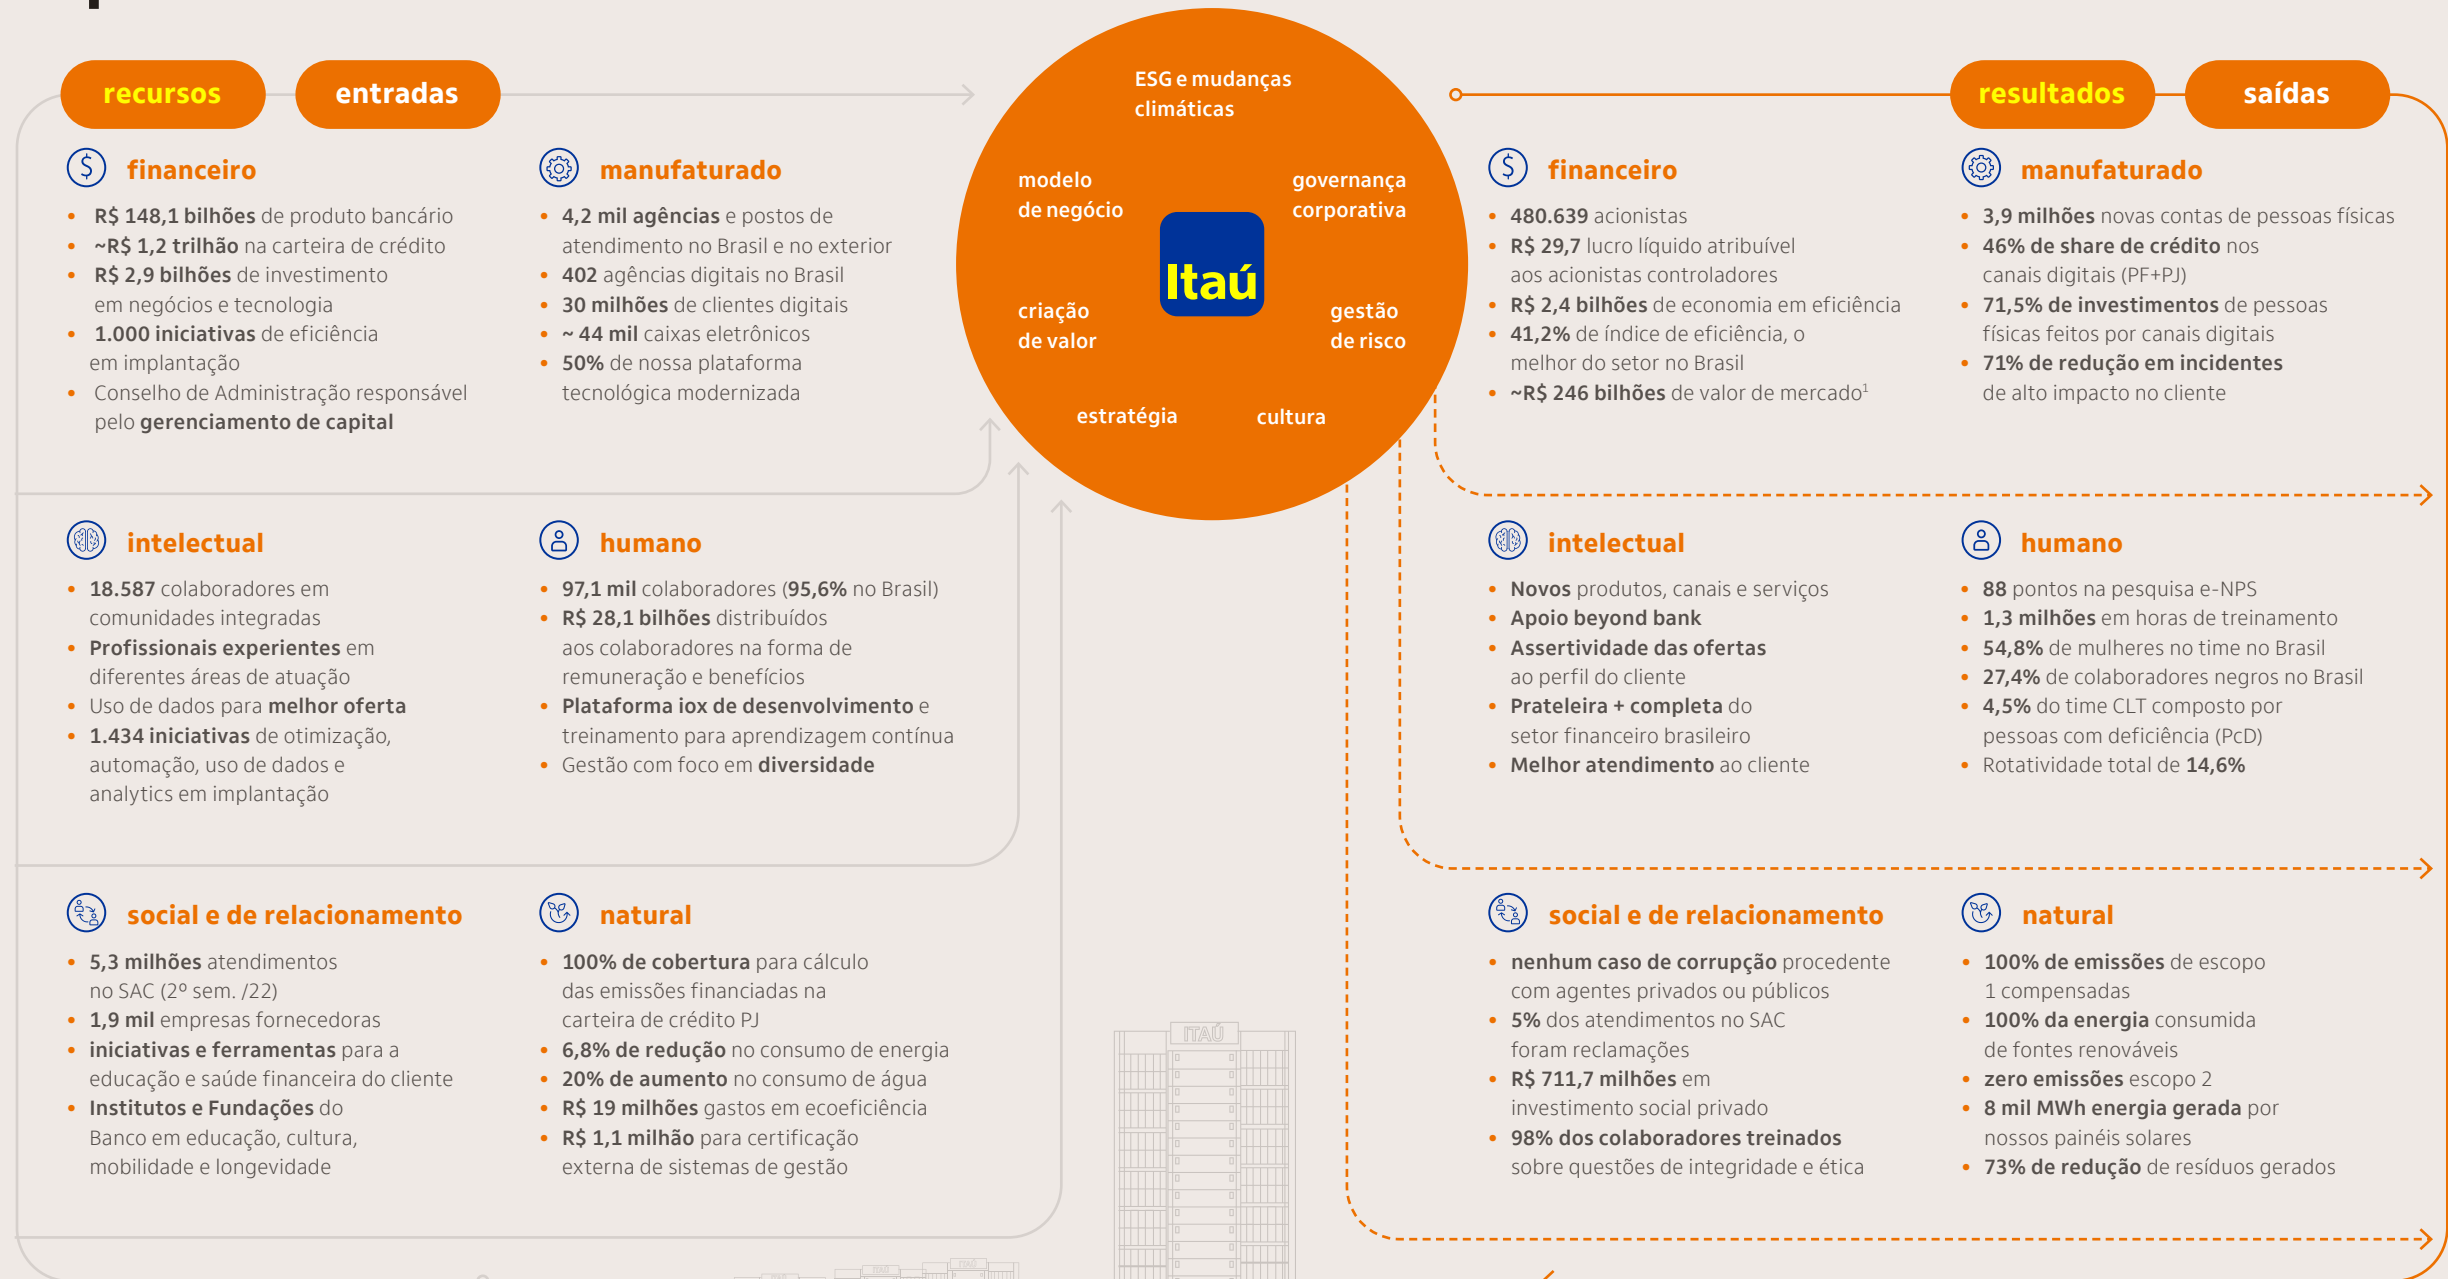 recursos
entradas
financeiro
• R$ 148,1 bilhões de produto bancário
• ~R$ 1,2 trilhão na carteira de crédito
• R$ 2,9 bilhões de investimento
em negócios e tecnologia
• 1.000 iniciativas de eficiência
em implantação
• Conselho de Administração responsável
pelo gerenciamento de capital
manufaturado
• 4,2 mil agências e postos de
atendimento no Brasil e no exterior
• 402 agências digitais no Brasil
• 30 milhões de clientes digitais
• ~ 44 mil caixas eletrônicos
• 50% de nossa plataforma
tecnológica modernizada
intelectual
• 18.587 colaboradores em
comunidades integradas
• Profissionais experientes em
diferentes áreas de atuação
• Uso de dados para melhor oferta
• 1.434 iniciativas de otimização,
automação, uso de dados e
analytics em implantação
humano
• 97,1 mil colaboradores (95,6% no Brasil)
• R$ 28,1 bilhões distribuídos
aos colaboradores na forma de
remuneração e benefícios
• Plataforma iox de desenvolvimento e
treinamento para aprendizagem contínua
• Gestão com foco em diversidade
social e de relacionamento
• 5,3 milhões atendimentos
no SAC (2º sem. /22)
• 1,9 mil empresas fornecedoras
• iniciativas e ferramentas para a
educação e saúde financeira do cliente
• Institutos e Fundações do
Banco em educação, cultura,
mobilidade e longevidade
natural
• 100% de cobertura para cálculo
das emissões financiadas na
carteira de crédito PJ
• 6,8% de redução no consumo de energia
• 20% de aumento no consumo de água
• R$ 19 milhões gastos em ecoeficiência
• R$ 1,1 milhão para certificação
externa de sistemas de gestão
ESG e mudanças
climáticas
modelo
de negócio
governança
corporativa
Itaú
criação
de valor
gestão
de risco
estratégia
cultura
ITAÚ
ITAÚ
ITAÚ
ITAÚ
resultados
saídas
financeiro
• 480.639 acionistas
• R$ 29,7 lucro líquido atribuível
aos acionistas controladores
• R$ 2,4 bilhões de economia em eficiência
• 41,2% de índice de eficiência, o
melhor do setor no Brasil
• ~R$ 246 bilhões de valor de mercado¹
manufaturado
• 3,9 milhões novas contas de pessoas físicas
• 46% de share de crédito nos
canais digitais (PF+PJ)
• 71,5% de investimentos de pessoas
físicas feitos por canais digitais
• 71% de redução em incidentes
de alto impacto no cliente
intelectual
• Novos produtos, canais e serviços
• Apoio beyond bank
• Assertividade das ofertas
ao perfil do cliente
• Prateleira + completa do
setor financeiro brasileiro
• Melhor atendimento ao cliente
humano
• 88 pontos na pesquisa e-NPS
• 1,3 milhões em horas de treinamento
• 54,8% de mulheres no time no Brasil
• 27,4% de colaboradores negros no Brasil
• 4,5% do time CLT composto por
pessoas com deficiência (PcD)
• Rotatividade total de 14,6%
social e de relacionamento
• nenhum caso de corrupção procedente
com agentes privados ou públicos
• 5% dos atendimentos no SAC
foram reclamações
• R$ 711,7 milhões em
investimento social privado
• 98% dos colaboradores treinados
sobre questões de integridade e ética
natural
• 100% de emissões de escopo
1 compensadas
• 100% da energia consumida
de fontes renováveis
• zero emissões escopo 2
• 8 mil MWh energia gerada por
nossos painéis solares
• 73% de redução de resíduos gerados